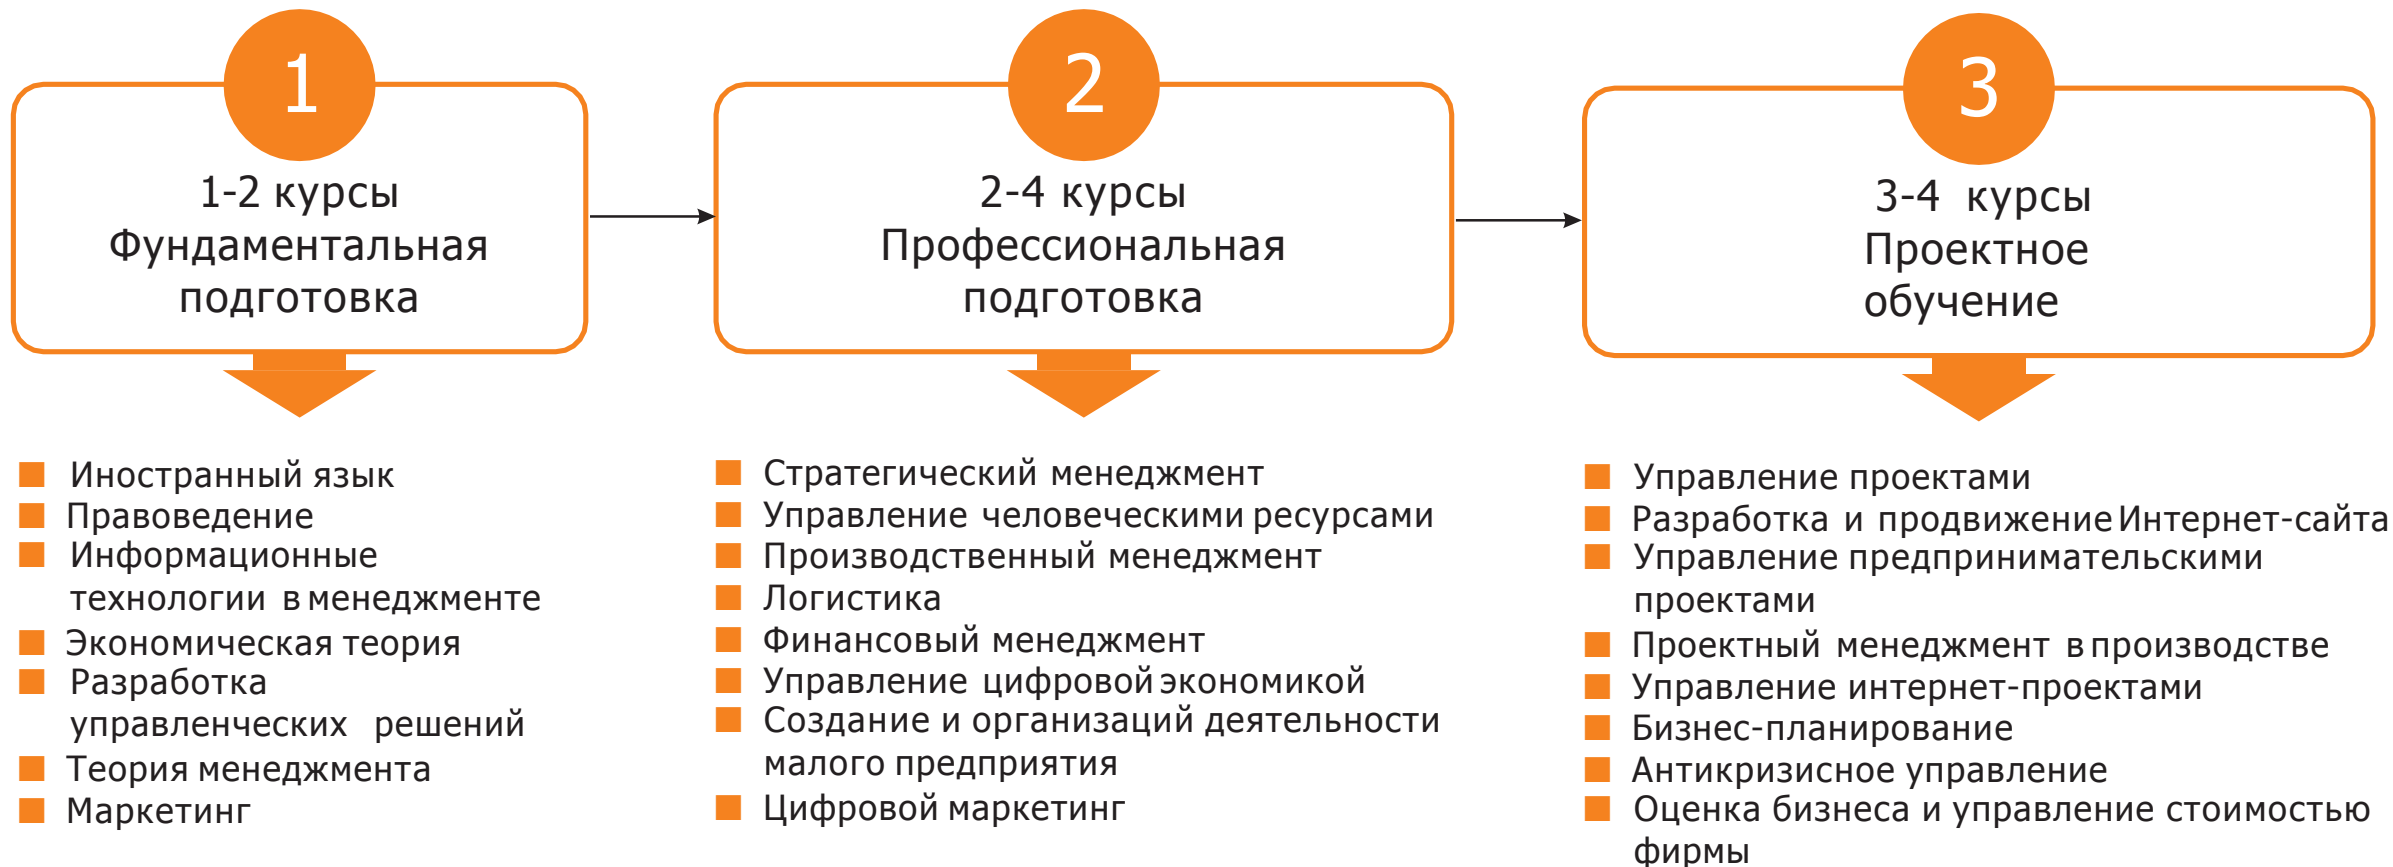 1
1-2 курсы
Фундаментальная
подготовка
Иностранный язык
Правоведение
Информационные
технологии в менеджменте
Экономическая теория
Разработка
управленческих решений
Теория менеджмента
Маркетинг
2
2-4 курсы
Профессиональная
подготовка
Стратегический менеджмент
Управление человеческими ресурсами
Производственный менеджмент
Логистика
Финансовый менеджмент
Управление цифровой экономикой
Создание и организаций деятельности
малого предприятия
Цифровой маркетинг
3
3-4 курсы
Проектное
обучение
Управление проектами
Разработка и продвижение Интернет-сайта
Управление предпринимательскими
проектами
Проектный менеджмент в производстве
Управление интернет-проектами
Бизнес-планирование
Антикризисное управление
Оценка бизнеса и управление стоимостью
фирмы